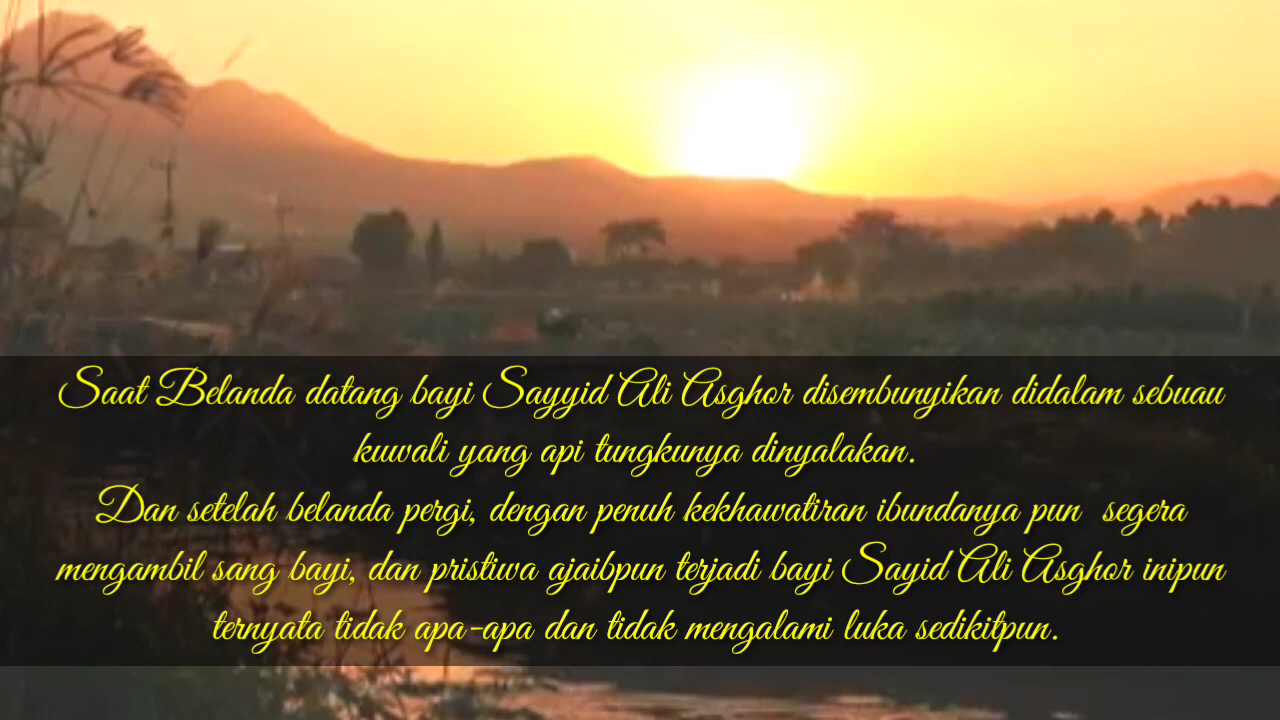 Saat Belanda datang bayi Sayyid Ali Asghor disembunyikan didalam sebuau
kuwali yang api tungkunya dinyalakan.
Dan setelah belanda pergi, dengan penuh kekhawatiran ibundanya pun  segera
mengambil sang bayi, dan pristiwa ajaibpun terjadi bayi Sayid Ali Asghor inipun
ternyata tidak apa-apa dan tidak mengalami luka sedikitpun.